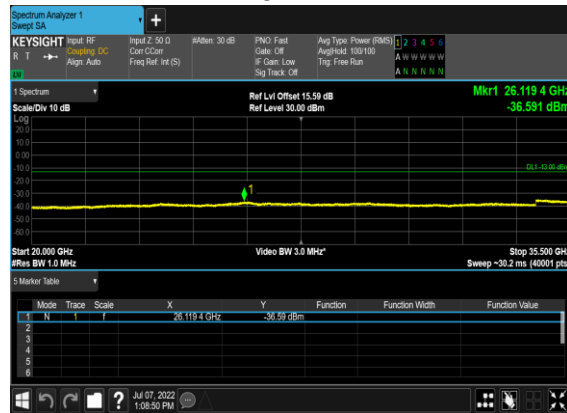 Spectrum Analyzer 1
Swept SA
+
KEYSIGHT Input: RF Input Z: 50 Ω #Atten: 30 dB PNO: Fast Avg Type: Power (RMS) 1 2 3 4 5 6
R T Coupling: DC Corr CCorr Gate: Off Avg|Hold: 100/100 A W W W W W
Align: Auto Freq Ref: Int (S) IF Gain: Low Trig: Free Run
Sig Track: Off A N N N N N
1 Spectrum Ref Lvl Offset 15.59 dB Mkr1 26.119 4 GHz
Scale/Div 10 dB Ref Level 30.00 dBm -36.591 dBm
Log
20.0
10.0
0.00
-10.0
DL1 -13.00 dBm
-20.0
1
-30.0
-40.0
-50.0
-60.0
Start 20.000 GHz Video BW 3.0 MHz* Stop 35.500 GHz
#Res BW 1.0 MHz Sweep ~30.2 ms (40001 pts
5 Marker Table
Mode Trace Scale X Y Function Function Width Function Value
1 N 1 f 26.119 4 GHz -36.59 dBm
2
3
4
5
6
? Jul 07, 2022
1:08:50 PM